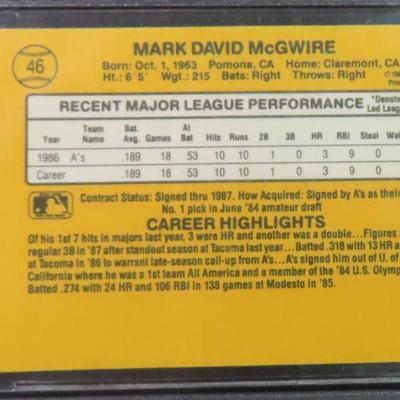 46
MARK DAVID McGWIRE
Born: Oct. 1, 1963 Pomona, CA Home: Claremont, CA
Ht.: 6' 5" Wgt.: 215 Bats: Right Throws: Right
RECENT MAJOR LEAGUE PERFORMANCE
*Denote
Led Leag
Year Team Name Bat. Avg. Games At Bat Hits Runs 2B 3B HR RBI Steal Wa
1986 A's .189 18 53 10 10 1 0 3 9 0
Career .189 18 53 10 10 1 0 3 9 0
Contract Status: Signed thru 1987. How Acquired: Signed by A's as thei
No. 1 pick in June '84 amateur draft
CAREER HIGHLIGHTS
Of his 1st 7 hits in majors last year, 3 were HR and another was a double...Figures
regular 3B in '87 after standout season at Tacoma last year...Batted .318 with 13 HR a
at Tacoma in '86 to warrant late-season call-up from A's...A's signed him out of U. of
California where he was a 1st team All America and a member of the '84 U.S. Olymp
Batted .274 with 24 HR and 106 RBI in 138 games at Modesto in '85.